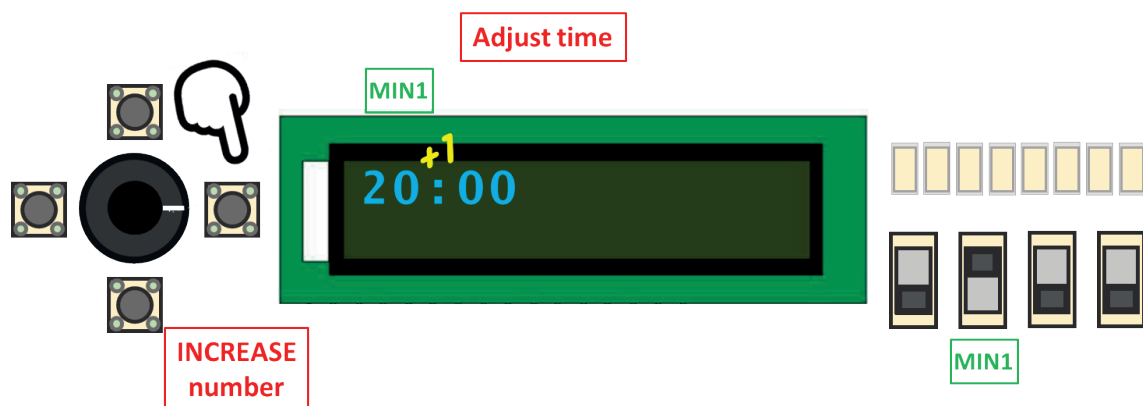 Adjust time
MIN1
+1
20:00
INCREASE
number
MIN1